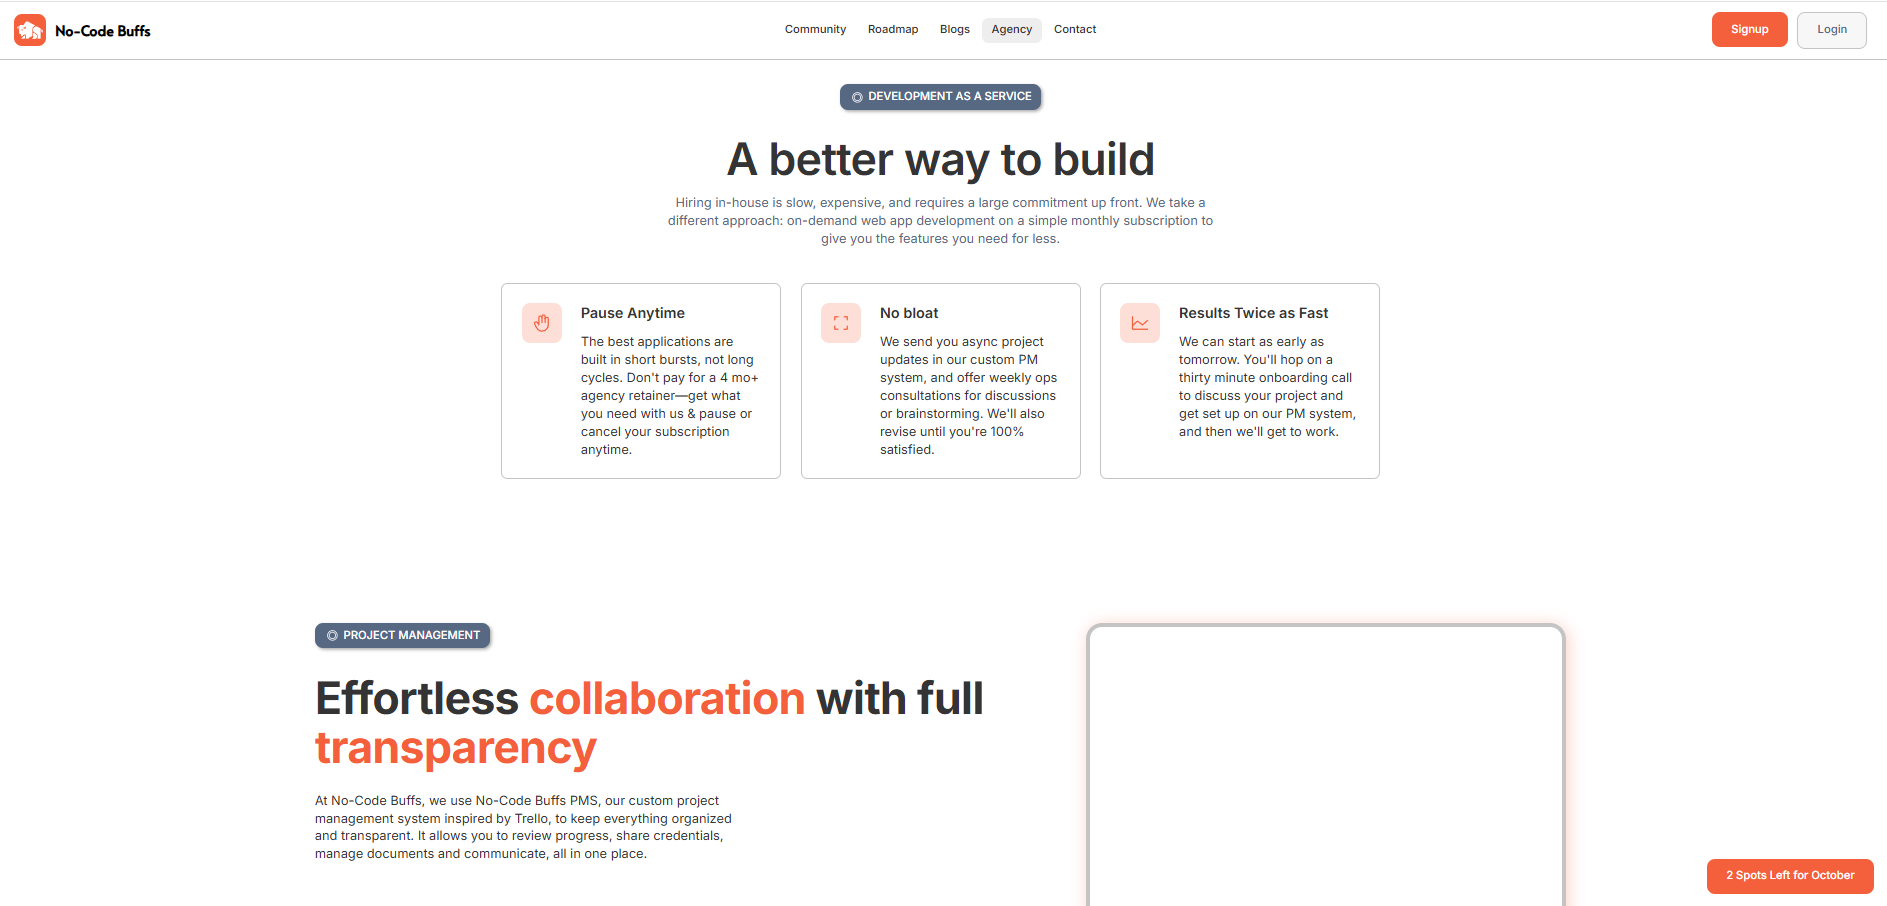 No-Code Buffs
Community
Roadmap
Blogs
Agency
Contact
Signup
Login
DEVELOPMENT AS A SERVICE
A better way to build
Hiring in-house is slow, expensive, and requires a large commitment up front. We take a
different approach: on-demand web app development on a simple monthly subscription to
give you the features you need for less.
Pause Anytime
The best applications are
built in short bursts, not long
cycles. Don't pay for a 4 mo+
agency retainer—get what
you need with us & pause or
cancel your subscription
anytime.
No bloat
We send you async project
updates in our custom PM
system, and offer weekly ops
consultations for discussions
or brainstorming. We'll also
revise until you're 100%
satisfied.
Results Twice as Fast
We can start as early as
tomorrow. You'll hop on a
thirty minute onboarding call
to discuss your project and
get set up on our PM system,
and then we'll get to work.
PROJECT MANAGEMENT
Effortless collaboration with full
transparency
At No-Code Buffs, we use No-Code Buffs PMS, our custom project
management system inspired by Trello, to keep everything organized
and transparent. It allows you to review progress, share credentials,
manage documents and communicate, all in one place.
2 Spots Left for October